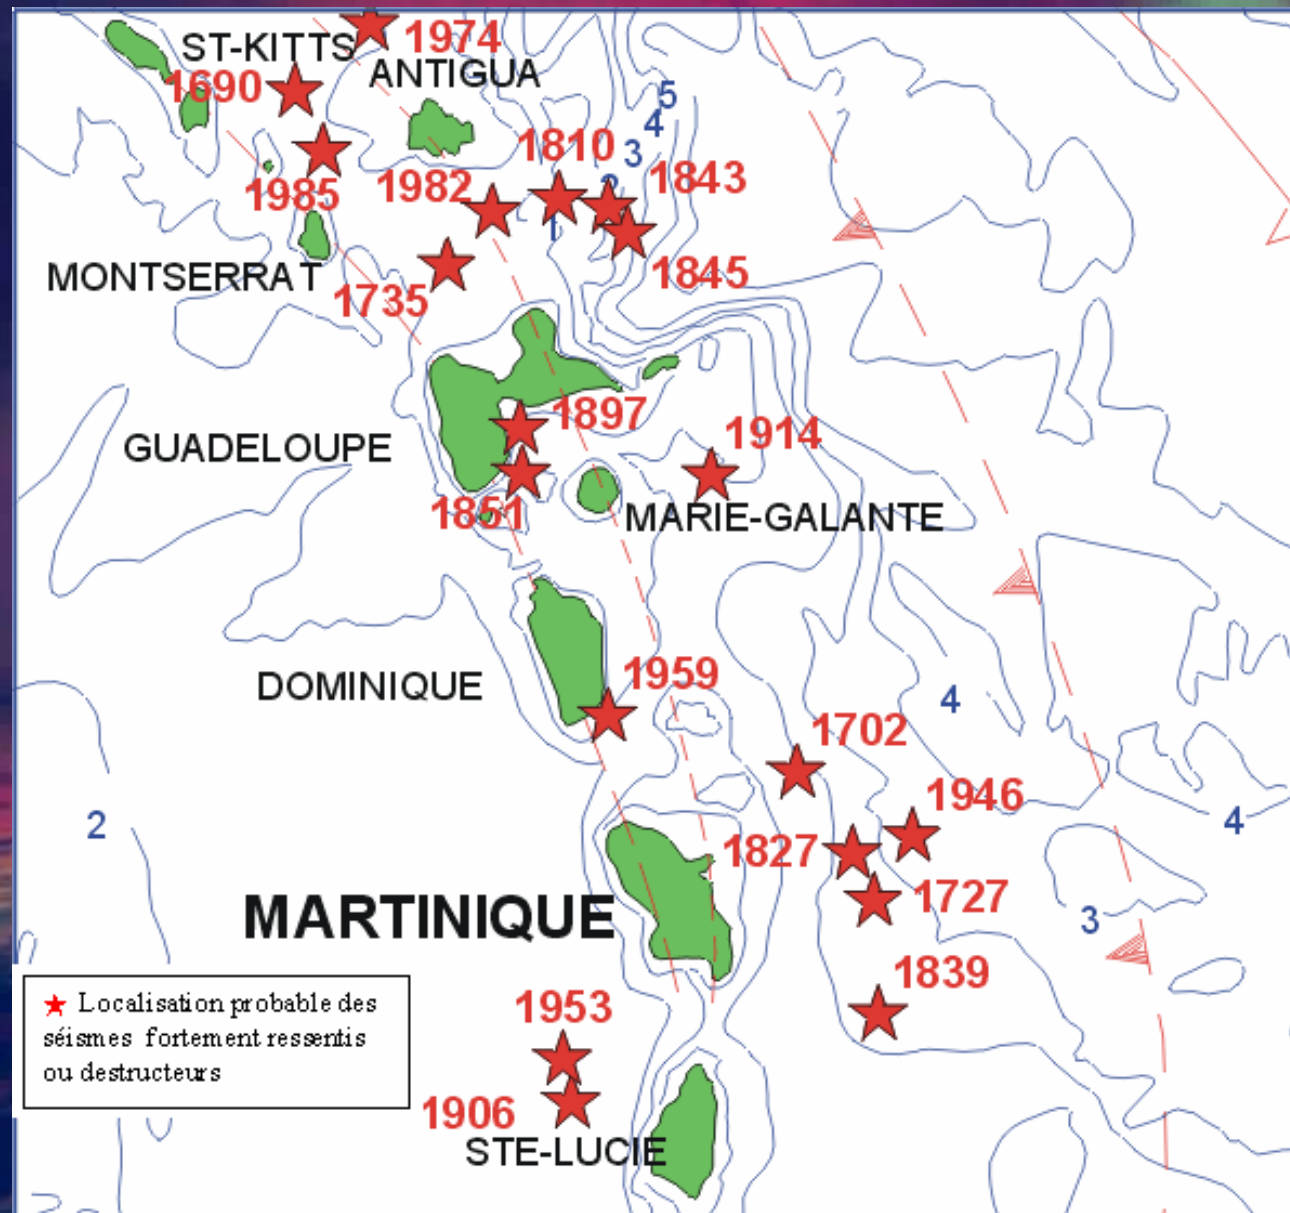 1974
ST-KITTS
ANTIGUA
1690
5
4
1810
3
1843
1982
1985
2
1
MONTSERRAT
1845
1735
1897
1914
GUADELOUPE
1851
MARIE-GALANTE
1959
DOMINIQUE
4
1702
1946
2
4
1827
1727
MARTINIQUE
3
1839
Localisation probable des
séismes fortement ressentis
ou destructeurs
1953
1906
STE-LUCIE